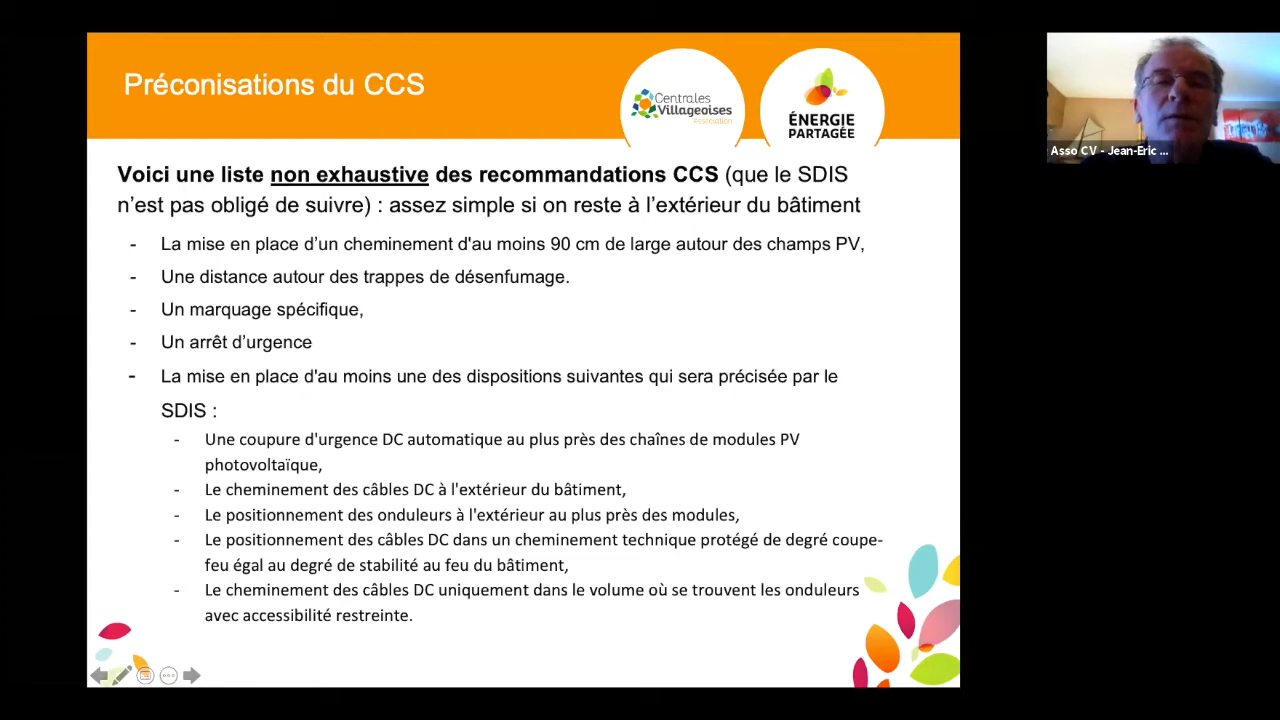 Préconisations du CCS
Centrales
Villageoises
Association
ÉNERGIE
PARTAGÉE
Asso CV - Jean-Eric ...
Voici une liste non exhaustive des recommandations CCS (que le SDIS
n'est pas obligé de suivre) : assez simple si on reste à l'extérieur du bâtiment
- La mise en place d'un cheminement d'au moins 90 cm de large autour des champs PV,
- Une distance autour des trappes de désenfumage.
- Un marquage spécifique,
- Un arrêt d'urgence
- La mise en place d'au moins une des dispositions suivantes qui sera précisée par le
SDIS :
- Une coupure d'urgence DC automatique au plus près des chaînes de modules PV
photovoltaïque,
- Le cheminement des câbles DC à l'extérieur du bâtiment,
- Le positionnement des onduleurs à l'extérieur au plus près des modules,
- Le positionnement des câbles DC dans un cheminement technique protégé de degré coupe-
feu égal au degré de stabilité au feu du bâtiment,
- Le cheminement des câbles DC uniquement dans le volume où se trouvent les onduleurs
avec accessibilité restreinte.